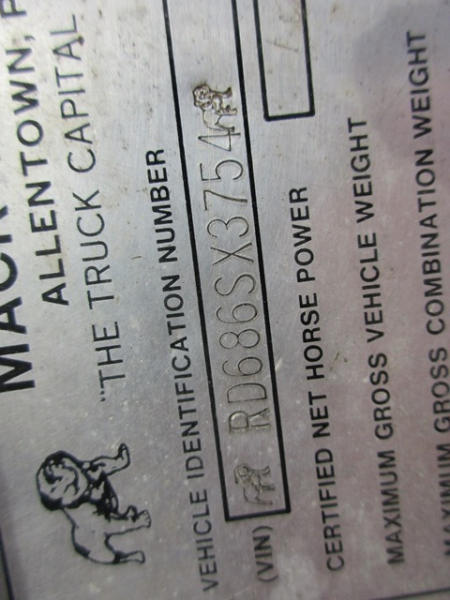 MACK
ALLENTOWN, P
"THE TRUCK CAPITAL
VEHICLE IDENTIFICATION NUMBER
(VIN) RD686SX3754
CERTIFIED NET HORSE POWER
MAXIMUM GROSS VEHICLE WEIGHT
MAXIMUM GROSS COMBINATION WEIGHT